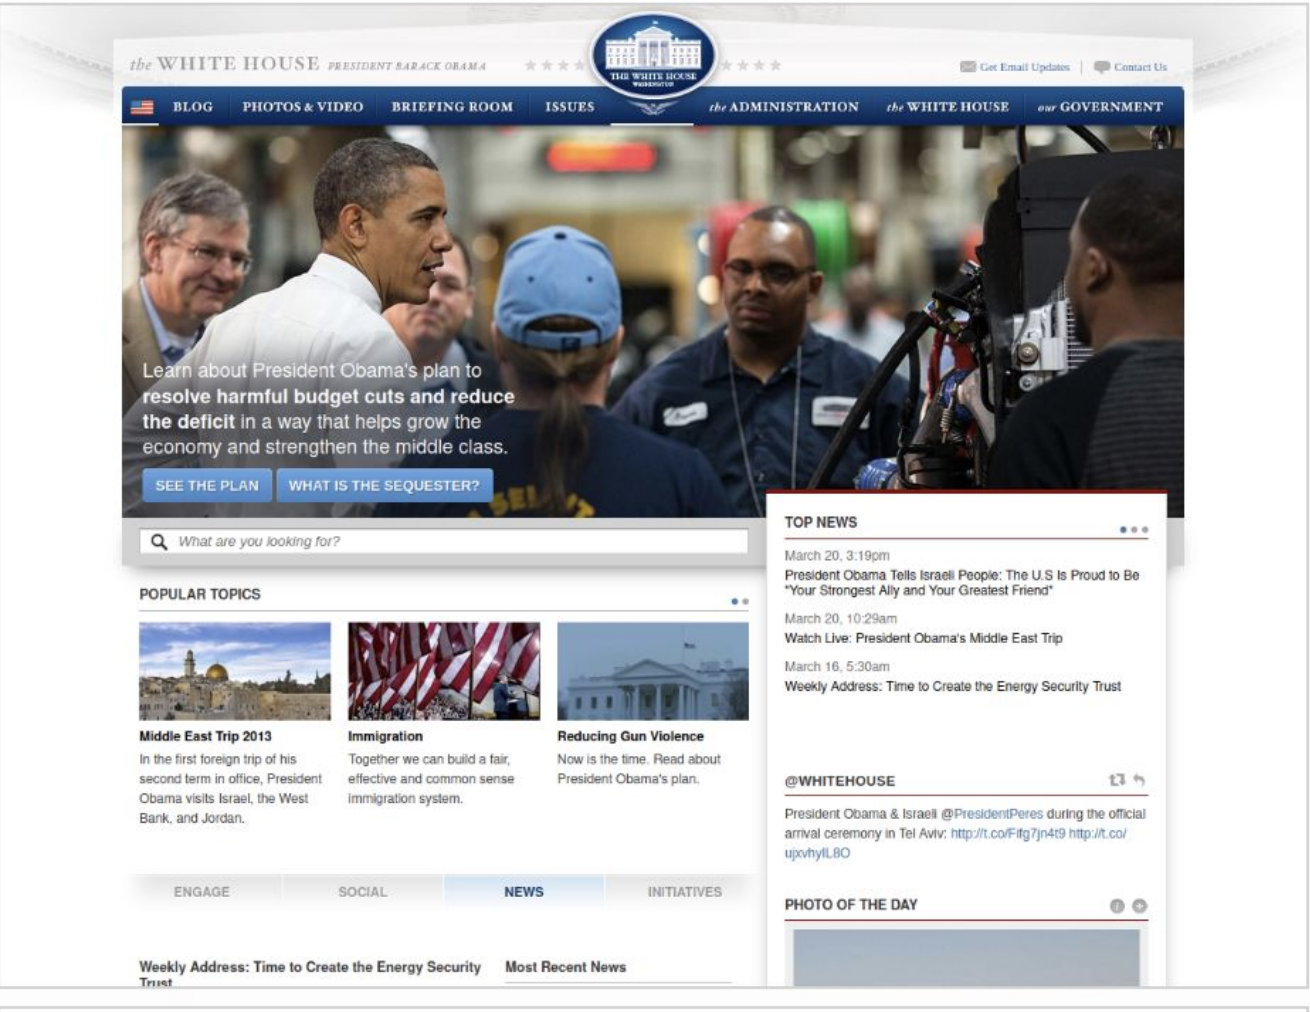 the WHITE HOUSE PRESIDENT BARACK OBAMA
THE WHITE HOUSE
WASHINGTON
Get Email Updates | Contact Us
BLOG PHOTOS & VIDEO BRIEFING ROOM ISSUES the ADMINISTRATION the WHITE HOUSE our GOVERNMENT
Learn about President Obama's plan to
resolve harmful budget cuts and reduce
the deficit in a way that helps grow the
economy and strengthen the middle class.
SEE THE PLAN WHAT IS THE SEQUESTER?
What are you looking for?
POPULAR TOPICS
Middle East Trip 2013
In the first foreign trip of his
second term in office, President
Obama visits Israel, the West
Bank, and Jordan.
Immigration
Together we can build a fair,
effective and common sense
immigration system.
Reducing Gun Violence
Now is the time. Read about
President Obama's plan.
TOP NEWS
March 20, 3:19pm
President Obama Tells Israeli People: The U.S Is Proud to Be
"Your Strongest Ally and Your Greatest Friend"
March 20, 10:29am
Watch Live: President Obama's Middle East Trip
March 16, 5:30am
Weekly Address: Time to Create the Energy Security Trust
@WHITEHOUSE
President Obama & Israeli @PresidentPeres during the official
arrival ceremony in Tel Aviv: http://t.co/Fifg7jn4t9 http://t.co/
ujxvhylL8O
PHOTO OF THE DAY
ENGAGE SOCIAL NEWS INITIATIVES
Weekly Address: Time to Create the Energy Security
Trust
Most Recent News